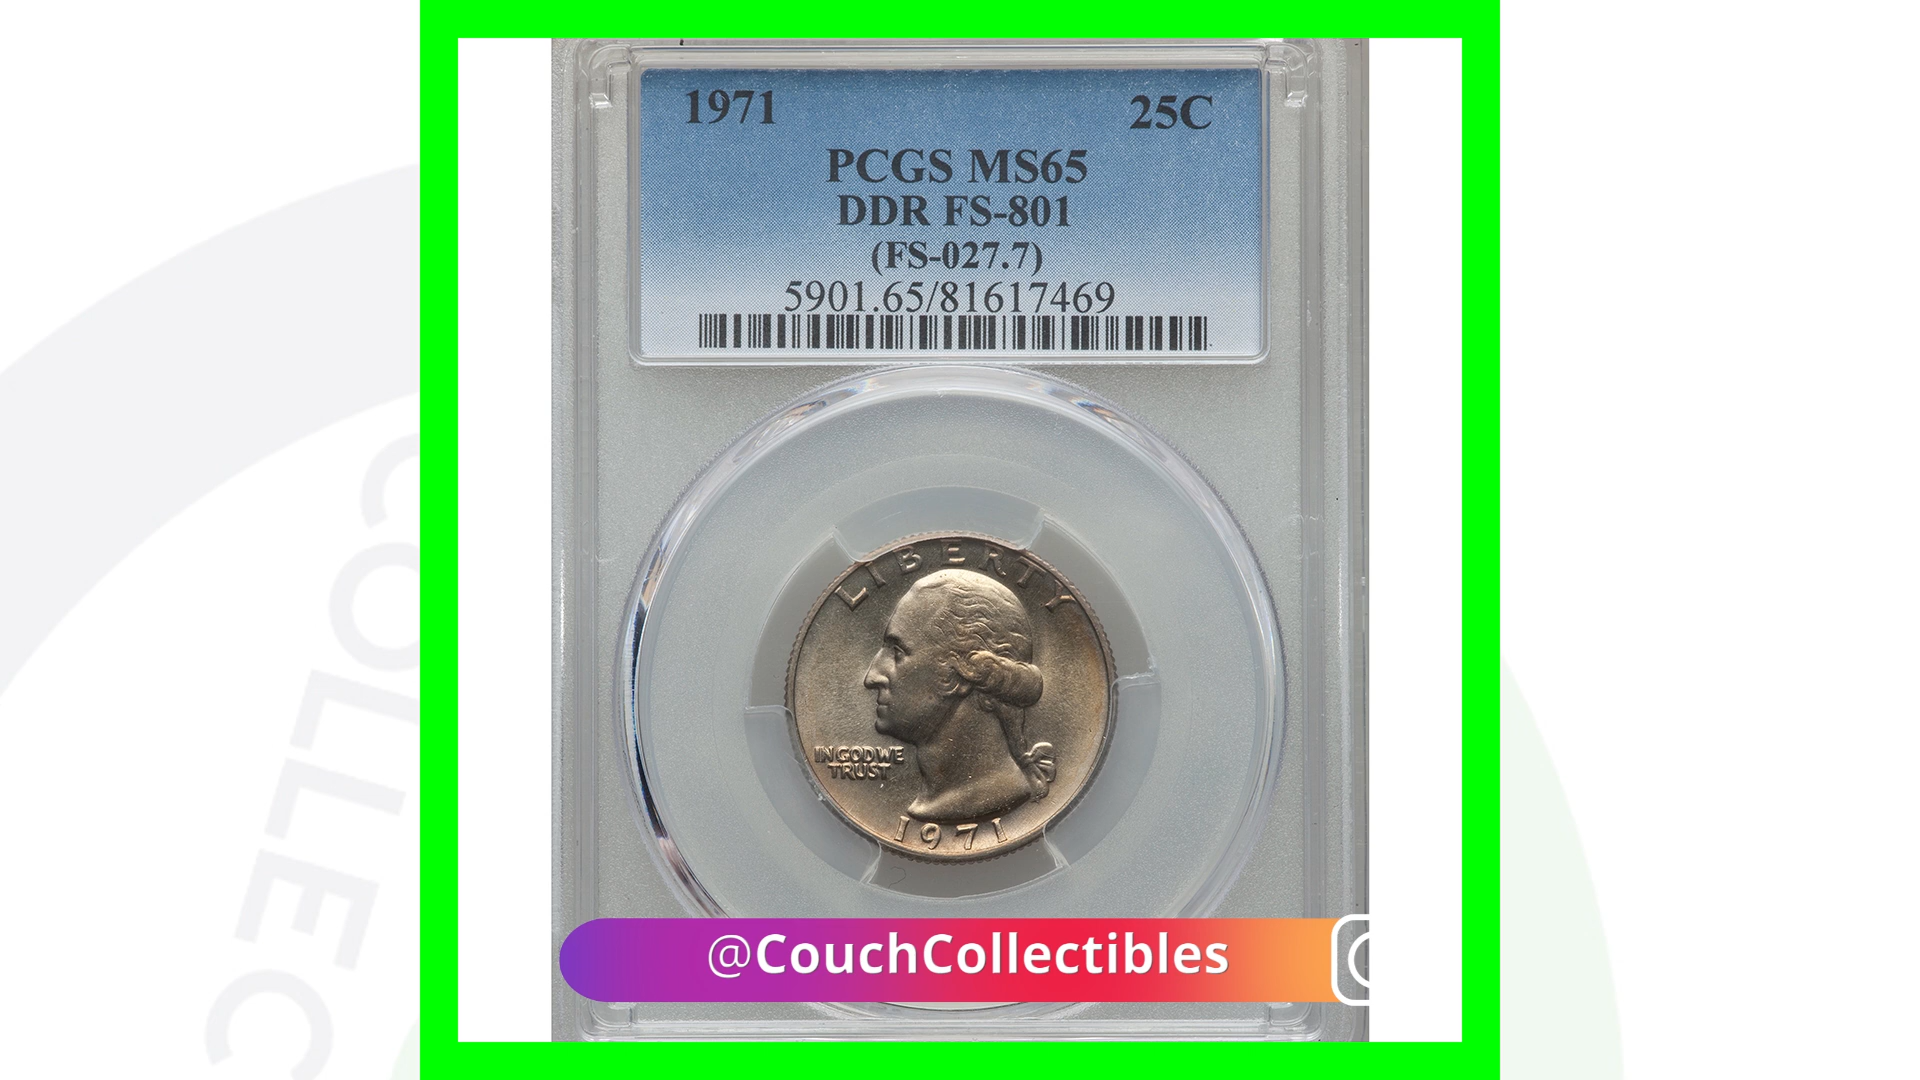 1971 25C
PCGS MS65
DDR FS-801
(FS-027.7)
5901.65/81617469
LIBERTY
IN GOD WE
TRUST
1971
@CouchCollectibles
COLLEC